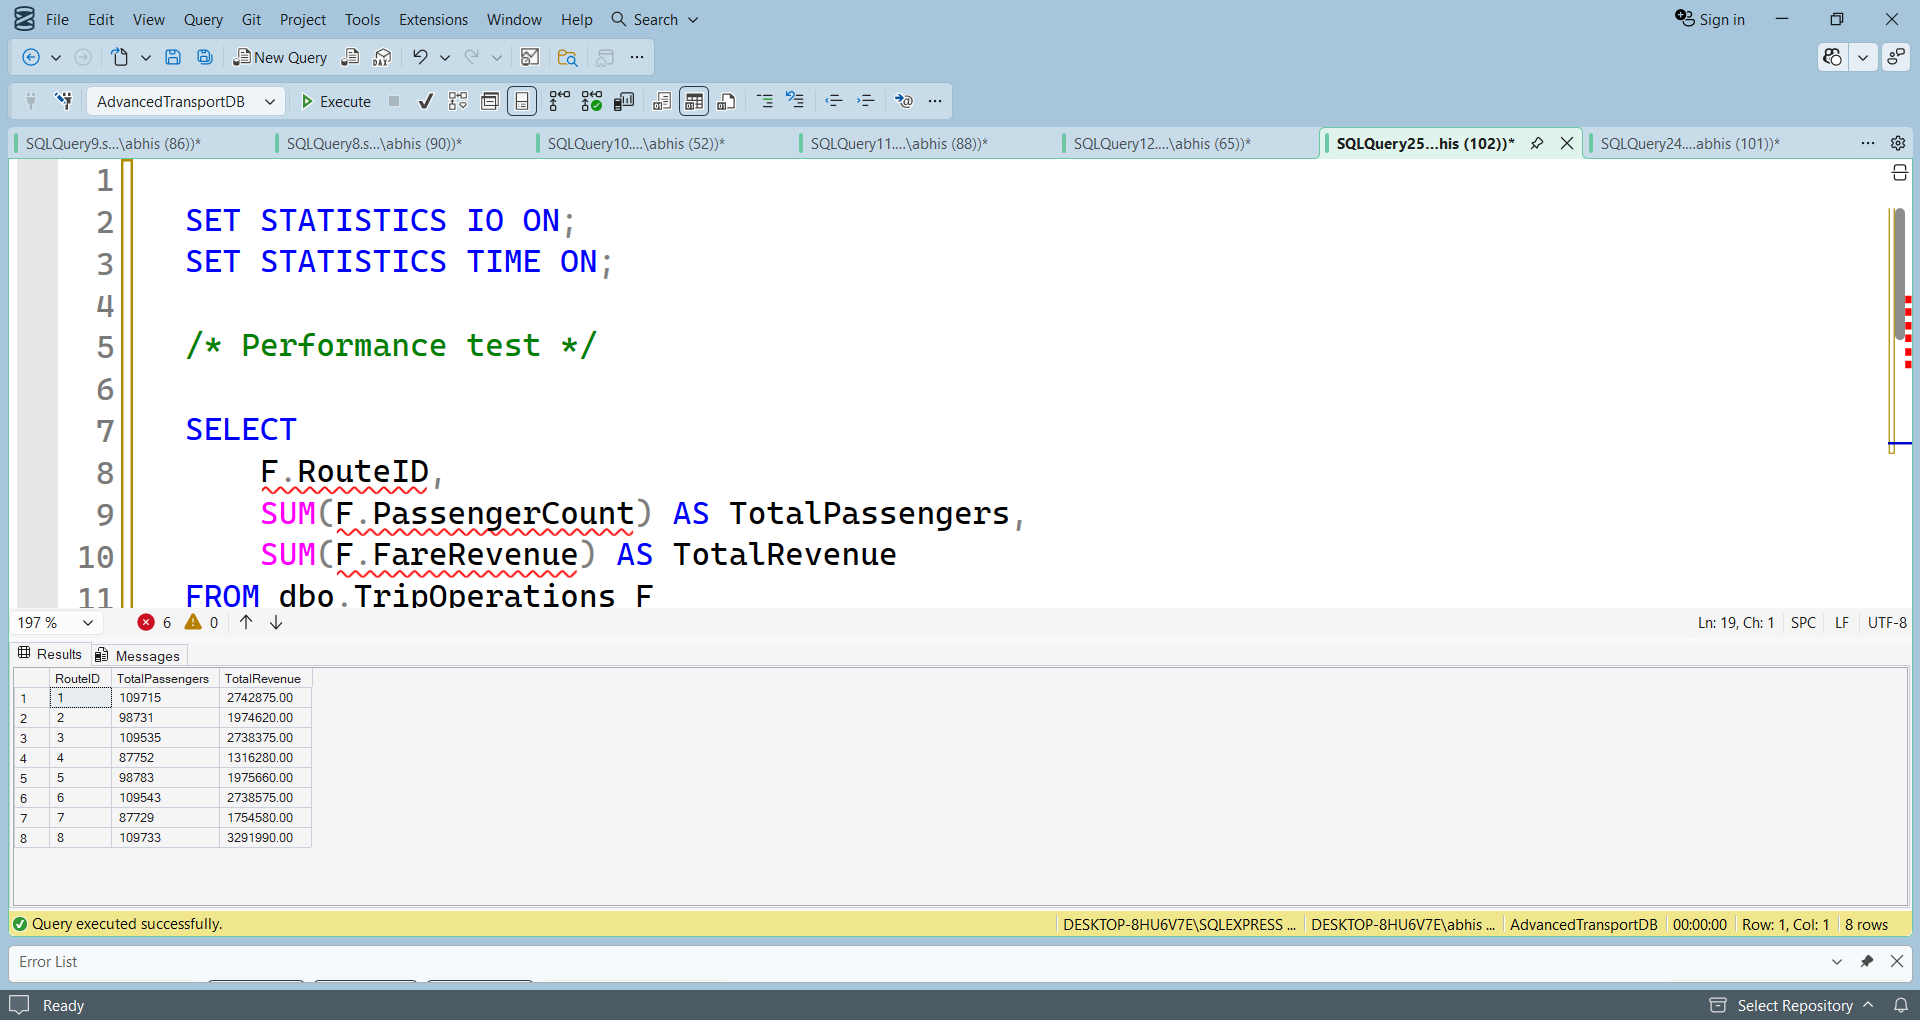 File Edit View Query Git Project Tools Extensions Window Help Search Sign in
New Query
AdvancedTransportDB Execute
SQLQuery9.s...\abhis (86))* SQLQuery8.s...\abhis (90))* SQLQuery10....\abhis (52))* SQLQuery11....\abhis (88))* SQLQuery12....\abhis (65))* SQLQuery25...his (102))* SQLQuery24....abhis (101))*
1
2 SET STATISTICS IO ON;
3 SET STATISTICS TIME ON;
4
5 /* Performance test */
6
7 SELECT
8 F.RouteID,
9 SUM(F.PassengerCount) AS TotalPassengers,
10 SUM(F.FareRevenue) AS TotalRevenue
11 FROM dbo.TripOperations F
197 % 6 0 Ln: 19, Ch: 1 SPC LF UTF-8
Results Messages
RouteID TotalPassengers TotalRevenue
1 1 109715 2742875.00
2 2 98731 1974620.00
3 3 109535 2738375.00
4 4 87752 1316280.00
5 5 98783 1975660.00
6 6 109543 2738575.00
7 7 87729 1754580.00
8 8 109733 3291990.00
Query executed successfully. DESKTOP-8HU6V7E\SQLEXPRESS ... DESKTOP-8HU6V7E\abhis ... AdvancedTransportDB 00:00:00 Row: 1, Col: 1 8 rows
Error List
Ready Select Repository